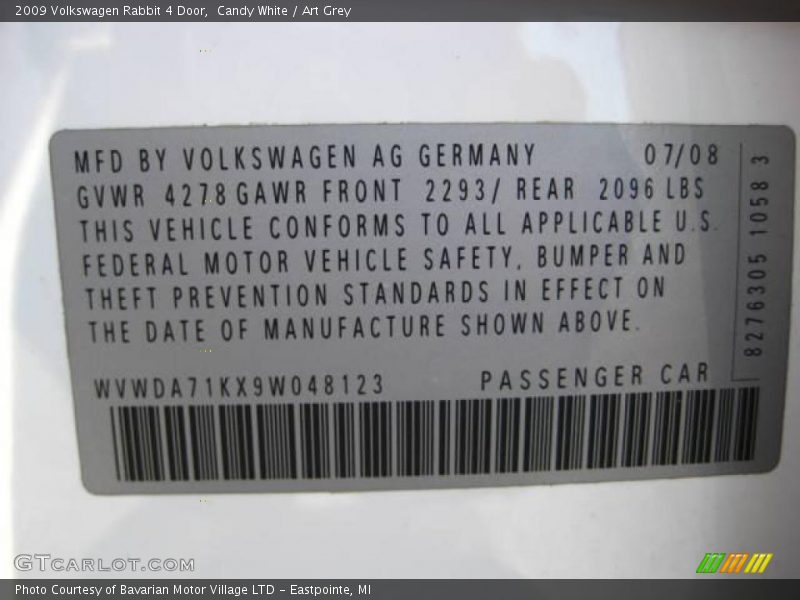 2009 Volkswagen Rabbit 4 Door, Candy White / Art Grey
MFD BY VOLKSWAGEN AG GERMANY 07/08
GVWR 4278 GAWR FRONT 2293/ REAR 2096 LBS
THIS VEHICLE CONFORMS TO ALL APPLICABLE U.S.
FEDERAL MOTOR VEHICLE SAFETY, BUMPER AND
THEFT PREVENTION STANDARDS IN EFFECT ON
THE DATE OF MANUFACTURE SHOWN ABOVE.
WVWDA71KX9W048123 PASSENGER CAR
8276305 1058 3
GTCARLOT.COM
Photo Courtesy of Bavarian Motor Village LTD - Eastpointe, MI